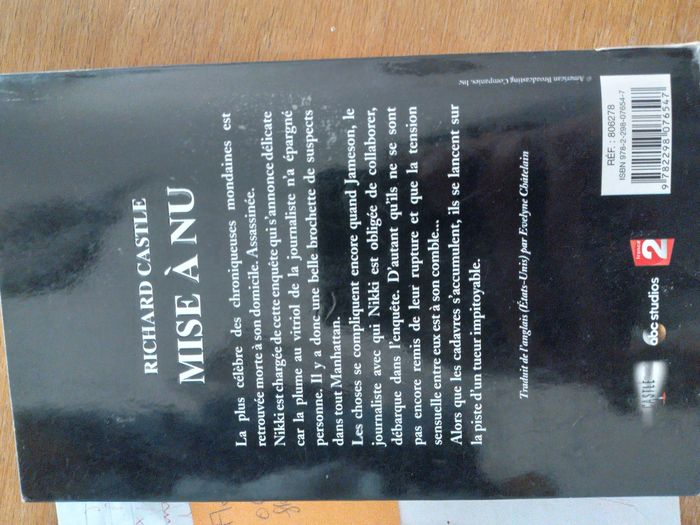 RICHARD CASTLE
MISE À NU
La plus célèbre des chroniqueuses mondaines est
retrouvée morte à son domicile. Assassinée.
Nikki est chargée de cette enquête qui s'annonce délicate
car la plume au vitriol de la journaliste n'a épargné
personne. Il y a donc une belle brochette de suspects
dans tout Manhattan.
Les choses se compliquent encore quand Jameson, le
journaliste avec qui Nikki est obligée de collaborer,
débarque dans l'enquête. D'autant qu'ils ne se sont
pas encore remis de leur rupture et que la tension
sensuelle entre eux est à son comble...
Alors que les cadavres s'accumulent, ils se lancent sur
la piste d'un tueur impitoyable.
Traduit de l'anglais (États-Unis) par Evelyne Châtelain
CASTLE
abc studios
france
2
RÉF. : 806278
ISBN 978-2-298-07654-7
9 782298 076547
© American Broadcasting Companies, Inc